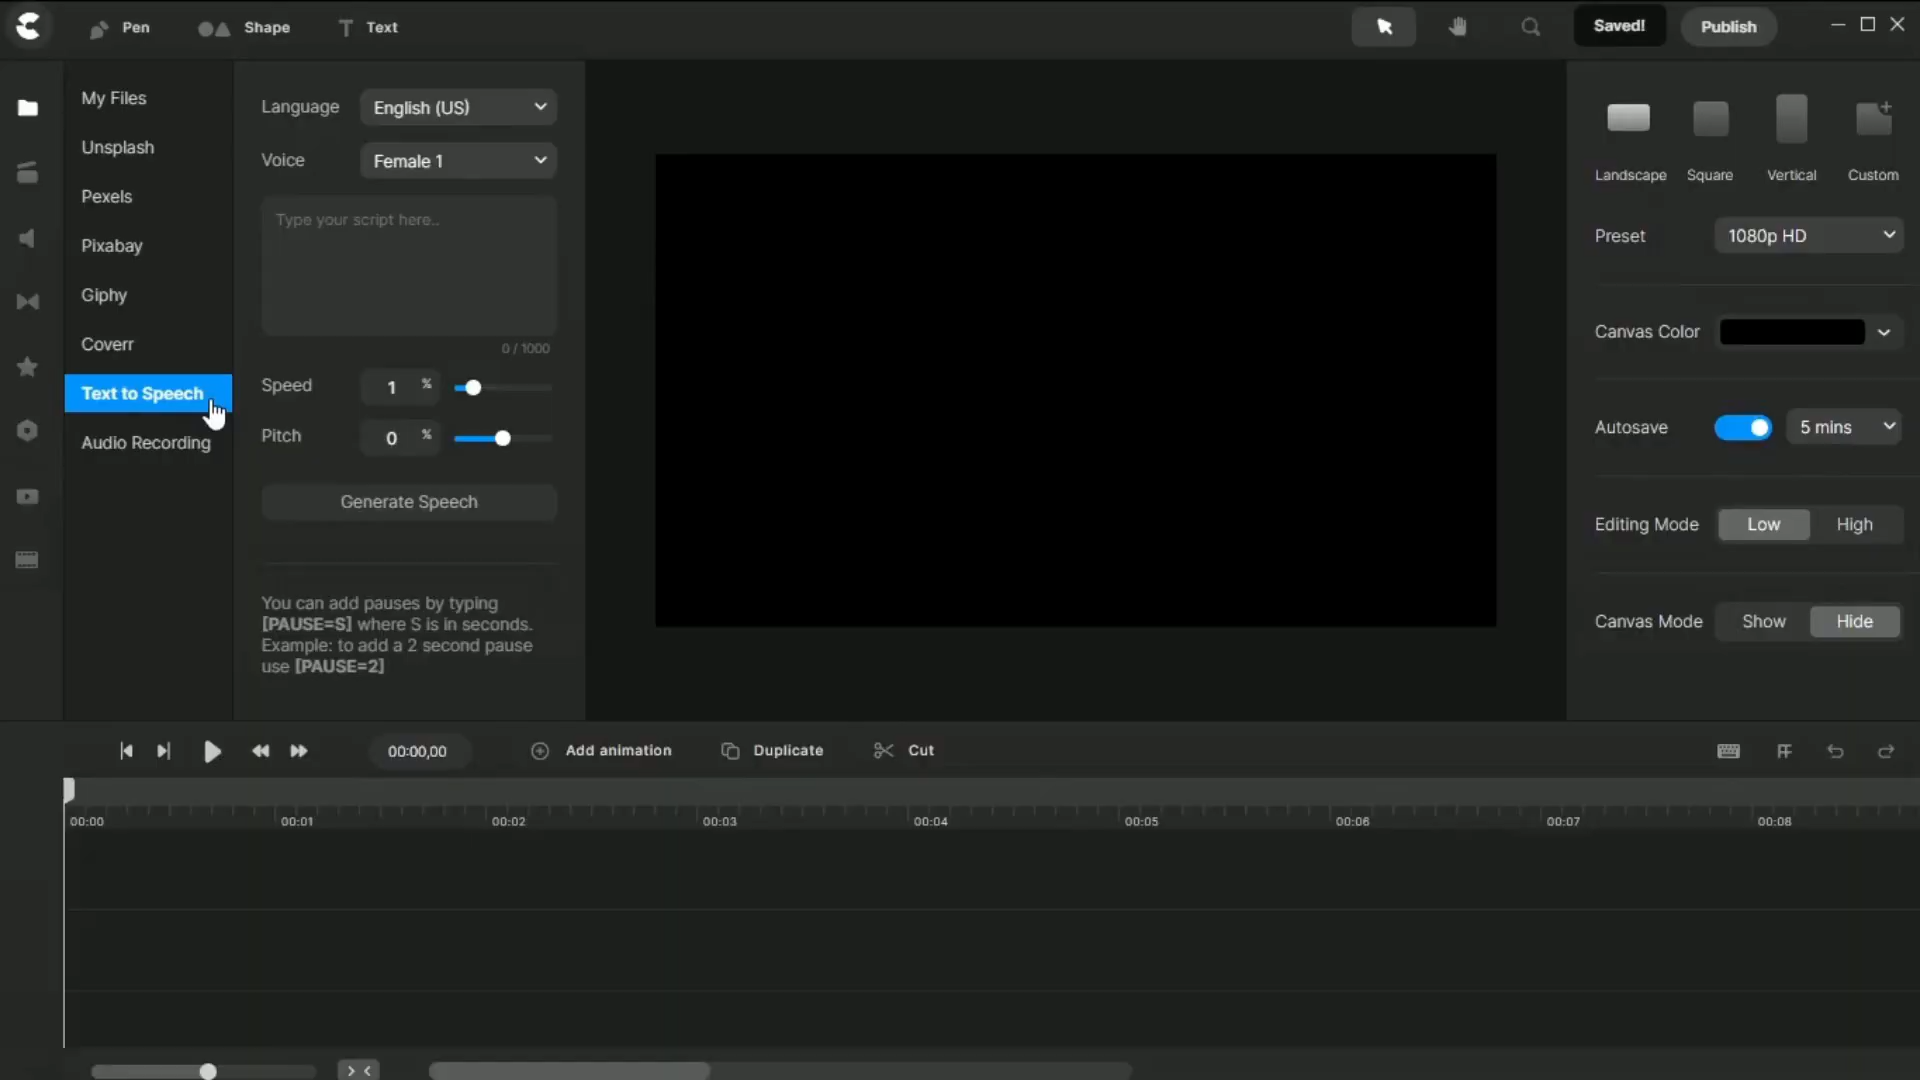 Pen
Shape
Text
Saved!
Publish
My Files
Unsplash
Pexels
Pixabay
Giphy
Coverr
Text to Speech
Audio Recording
Language
English (US)
Voice
Female 1
Type your script here..
0 / 1000
Speed
1 %
Pitch
0 %
Generate Speech
You can add pauses by typing
[PAUSE=S] where S is in seconds.
Example: to add a 2 second pause
use [PAUSE=2]
Landscape
Square
Vertical
Custom
Preset
1080p HD
Canvas Color
Autosave
5 mins
Editing Mode
Low
High
Canvas Mode
Show
Hide
00:00,00
Add animation
Duplicate
Cut
00:00
00:01
00:02
00:03
00:04
00:05
00:06
00:07
00:08